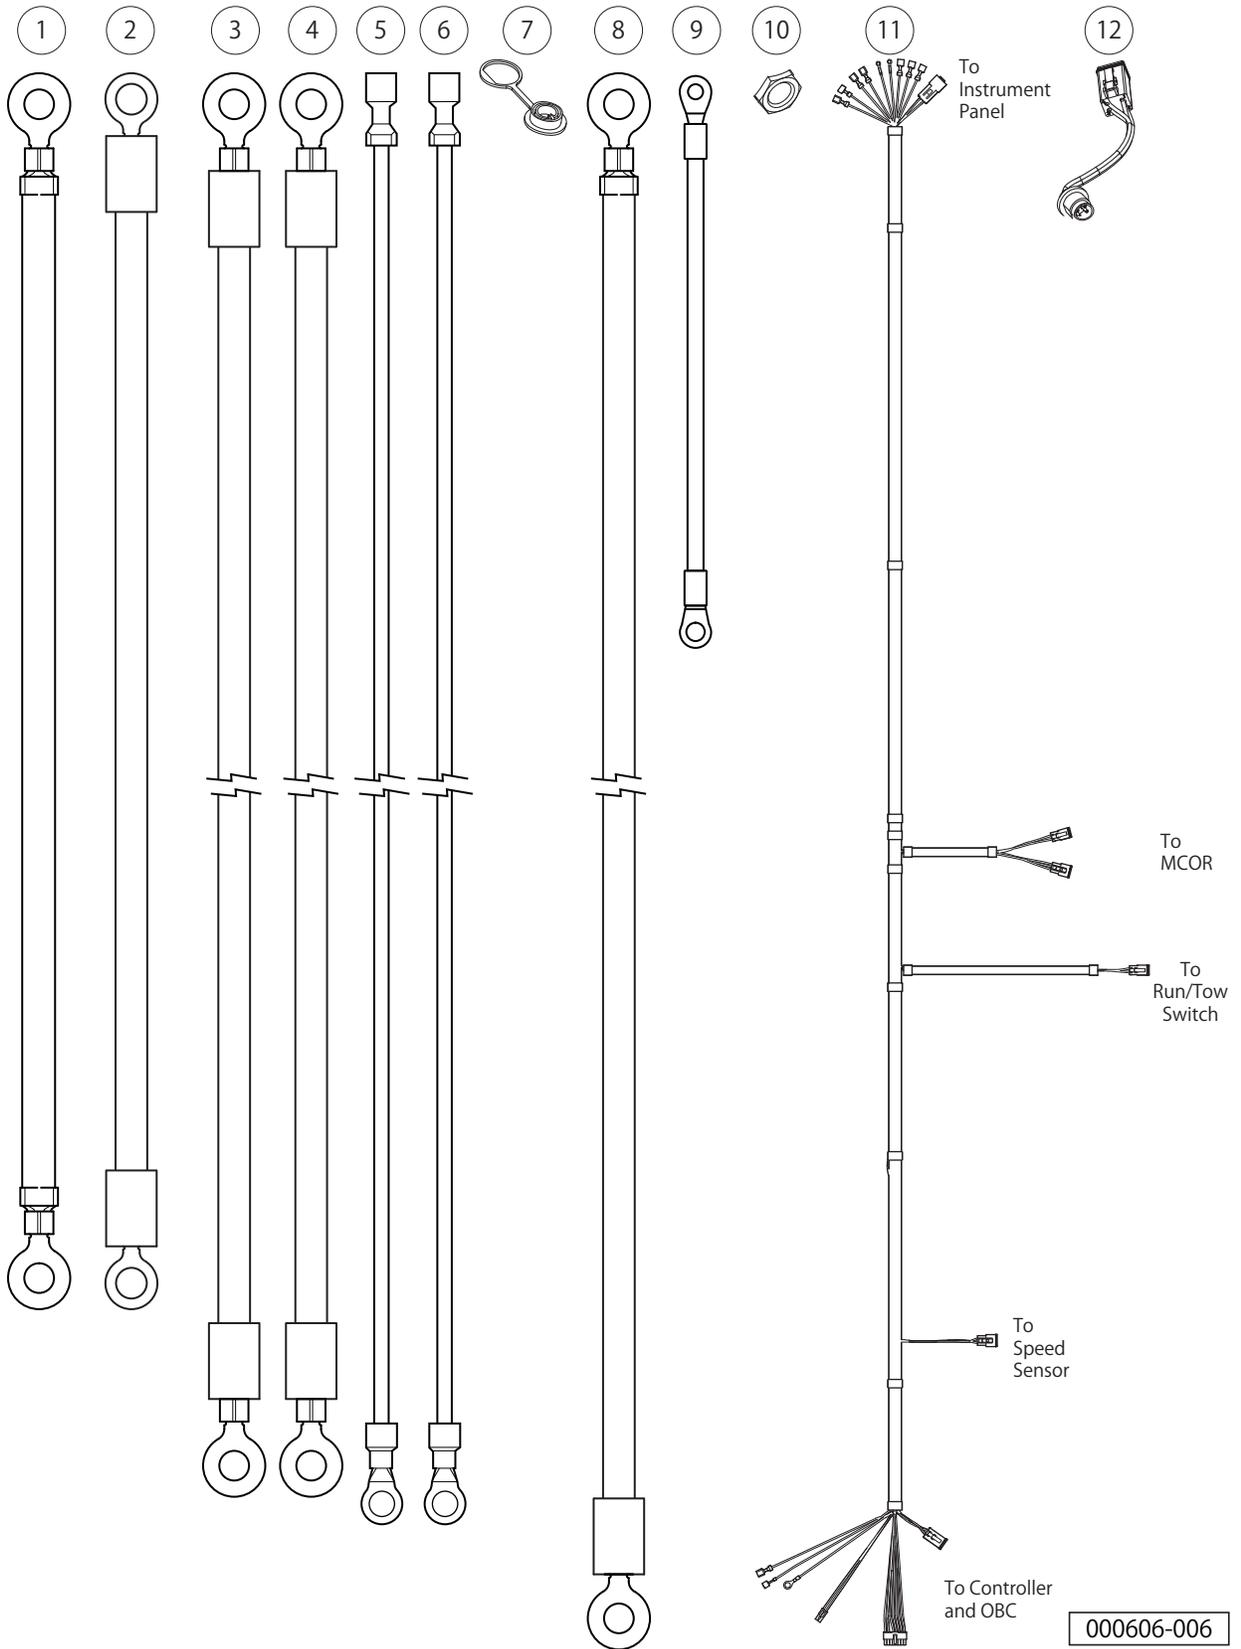 1 2 3 4 5 6 7 8 9 10 11 12
To
Instrument
Panel
To
MCOR
To
Run/Tow
Switch
To
Speed
Sensor
To Controller
and OBC
000606-006